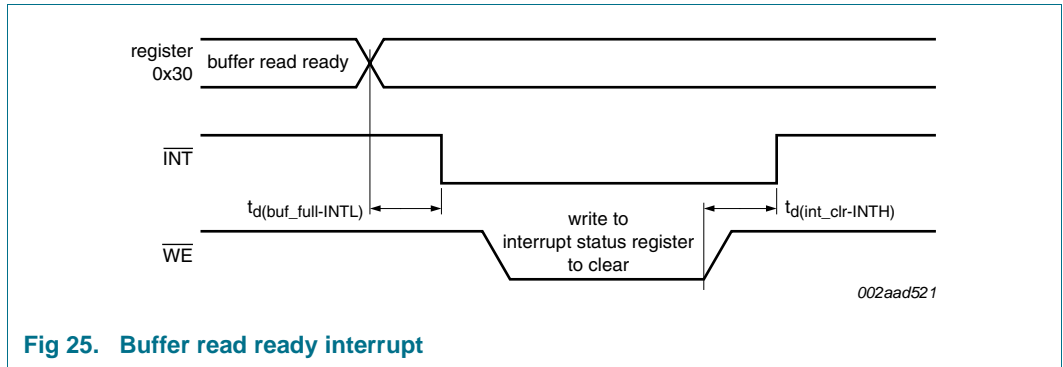 register
0x30
buffer read ready
INT
td(buf_full-INTL)
td(int_clr-INTH)
write to
interrupt status register
to clear
WE
002aad521
Fig 25. Buffer read ready interrupt